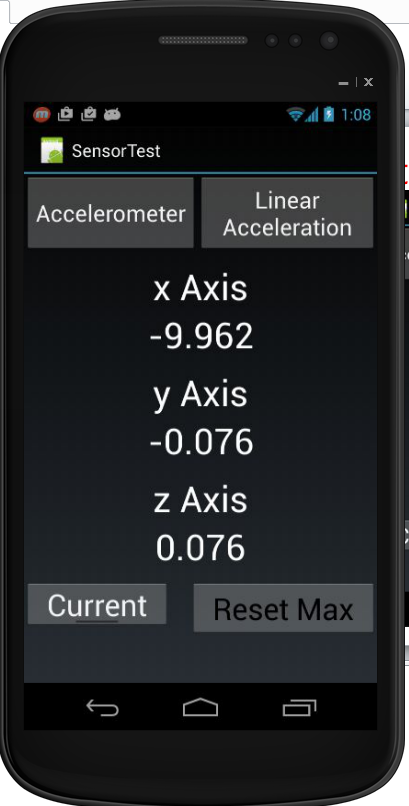 1:08
SensorTest
Accelerometer
Linear
Acceleration
x Axis
-9.962
y Axis
-0.076
z Axis
0.076
Current
Reset Max